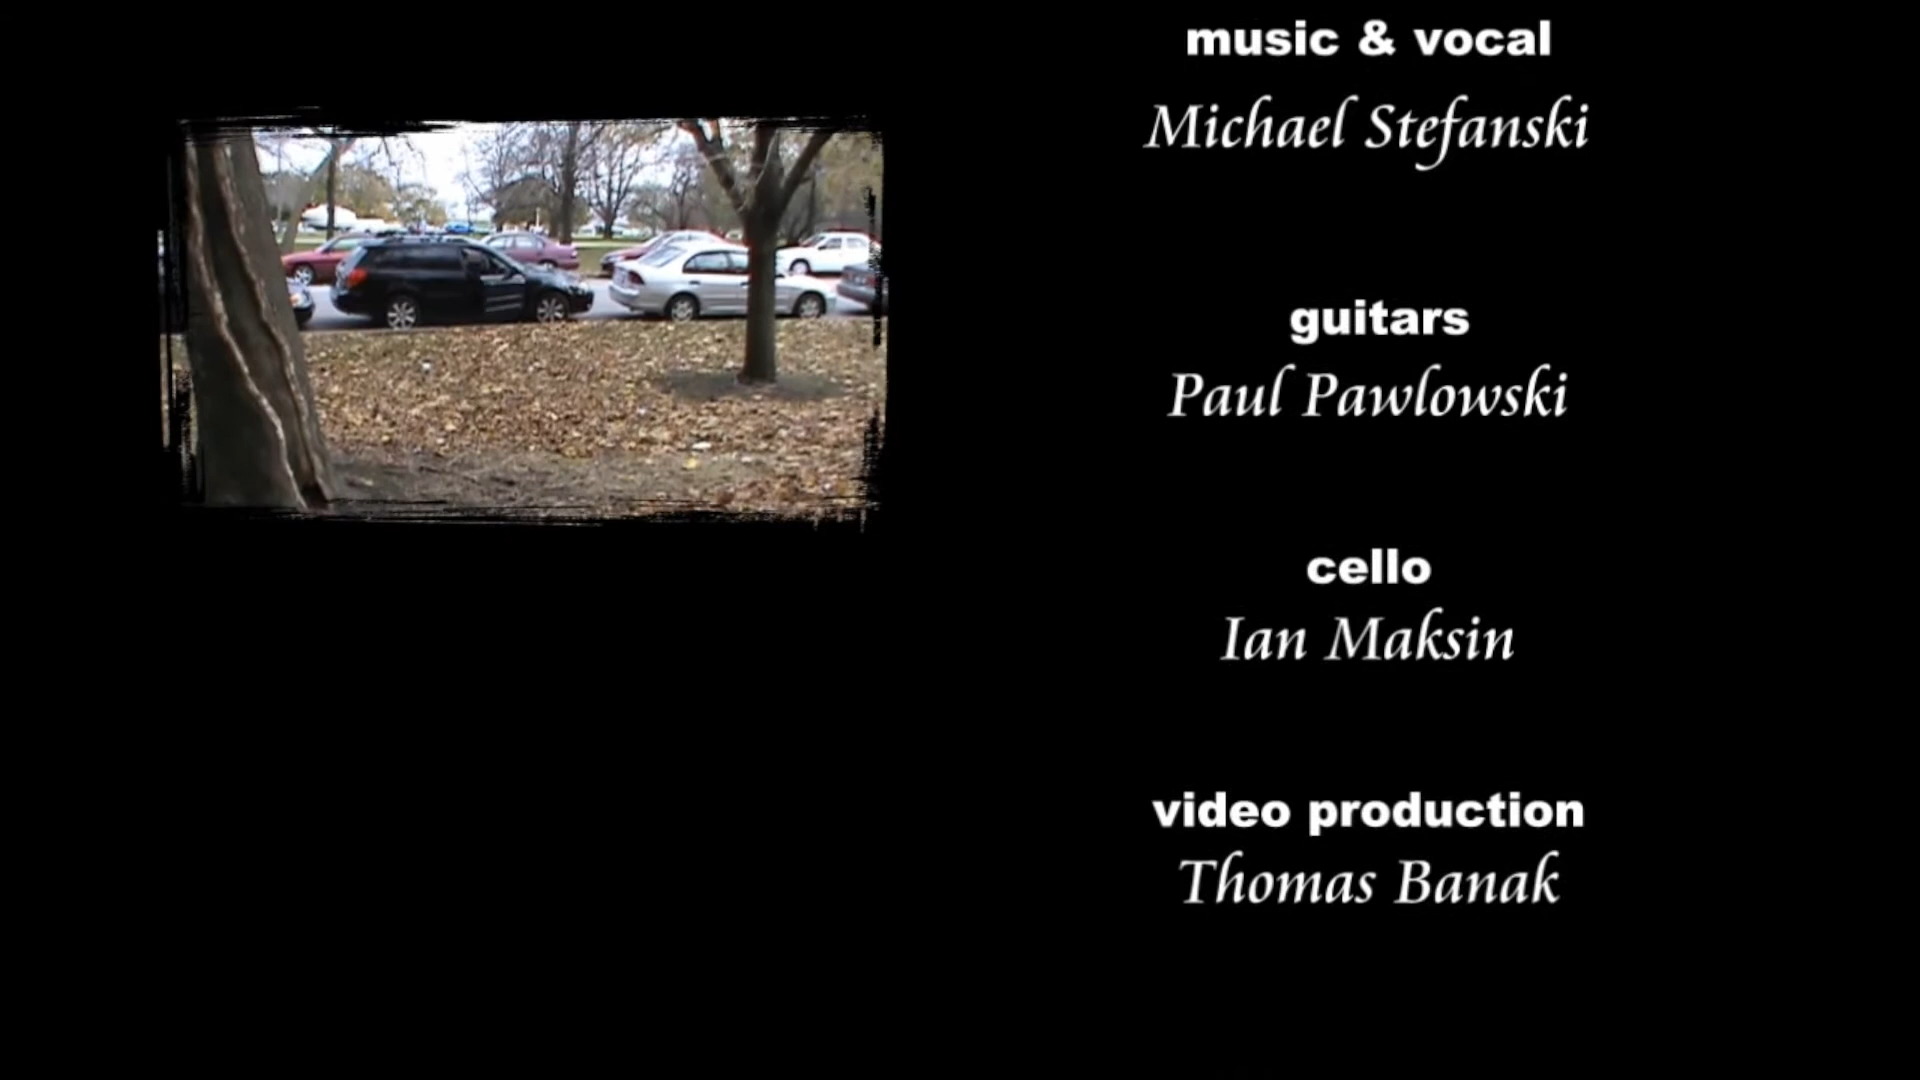 music & vocal
Michael Stefanski
guitars
Paul Pawlowski
cello
Ian Maksin
video production
Thomas Banak